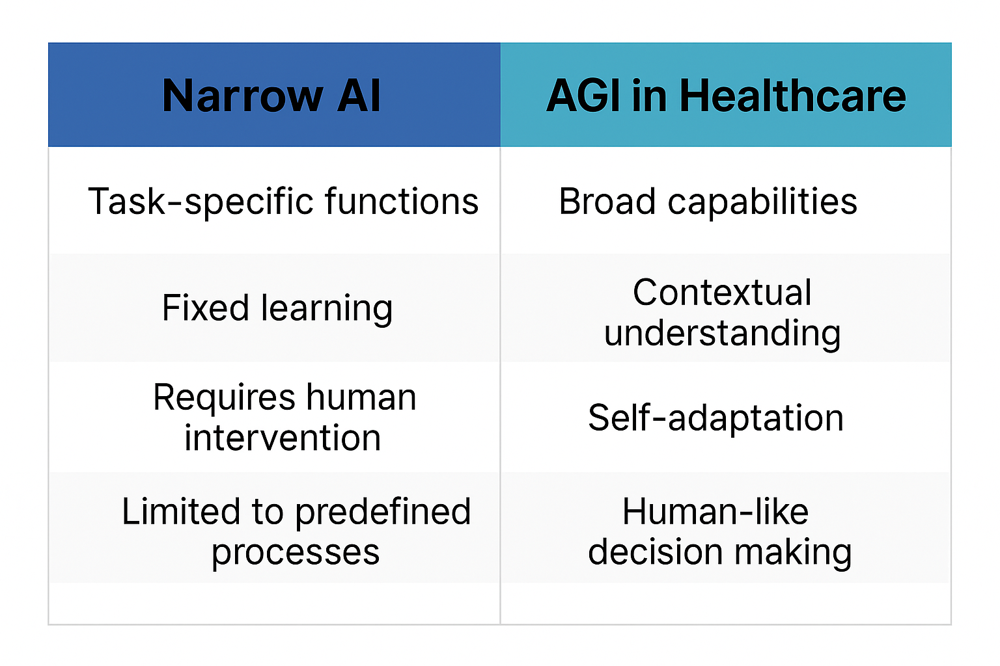 Narrow AI
AGI in Healthcare
Task-specific functions
Broad capabilities
Fixed learning
Contextual
understanding
Requires human
intervention
Self-adaptation
Limited to predefined
processes
Human-like
decision making